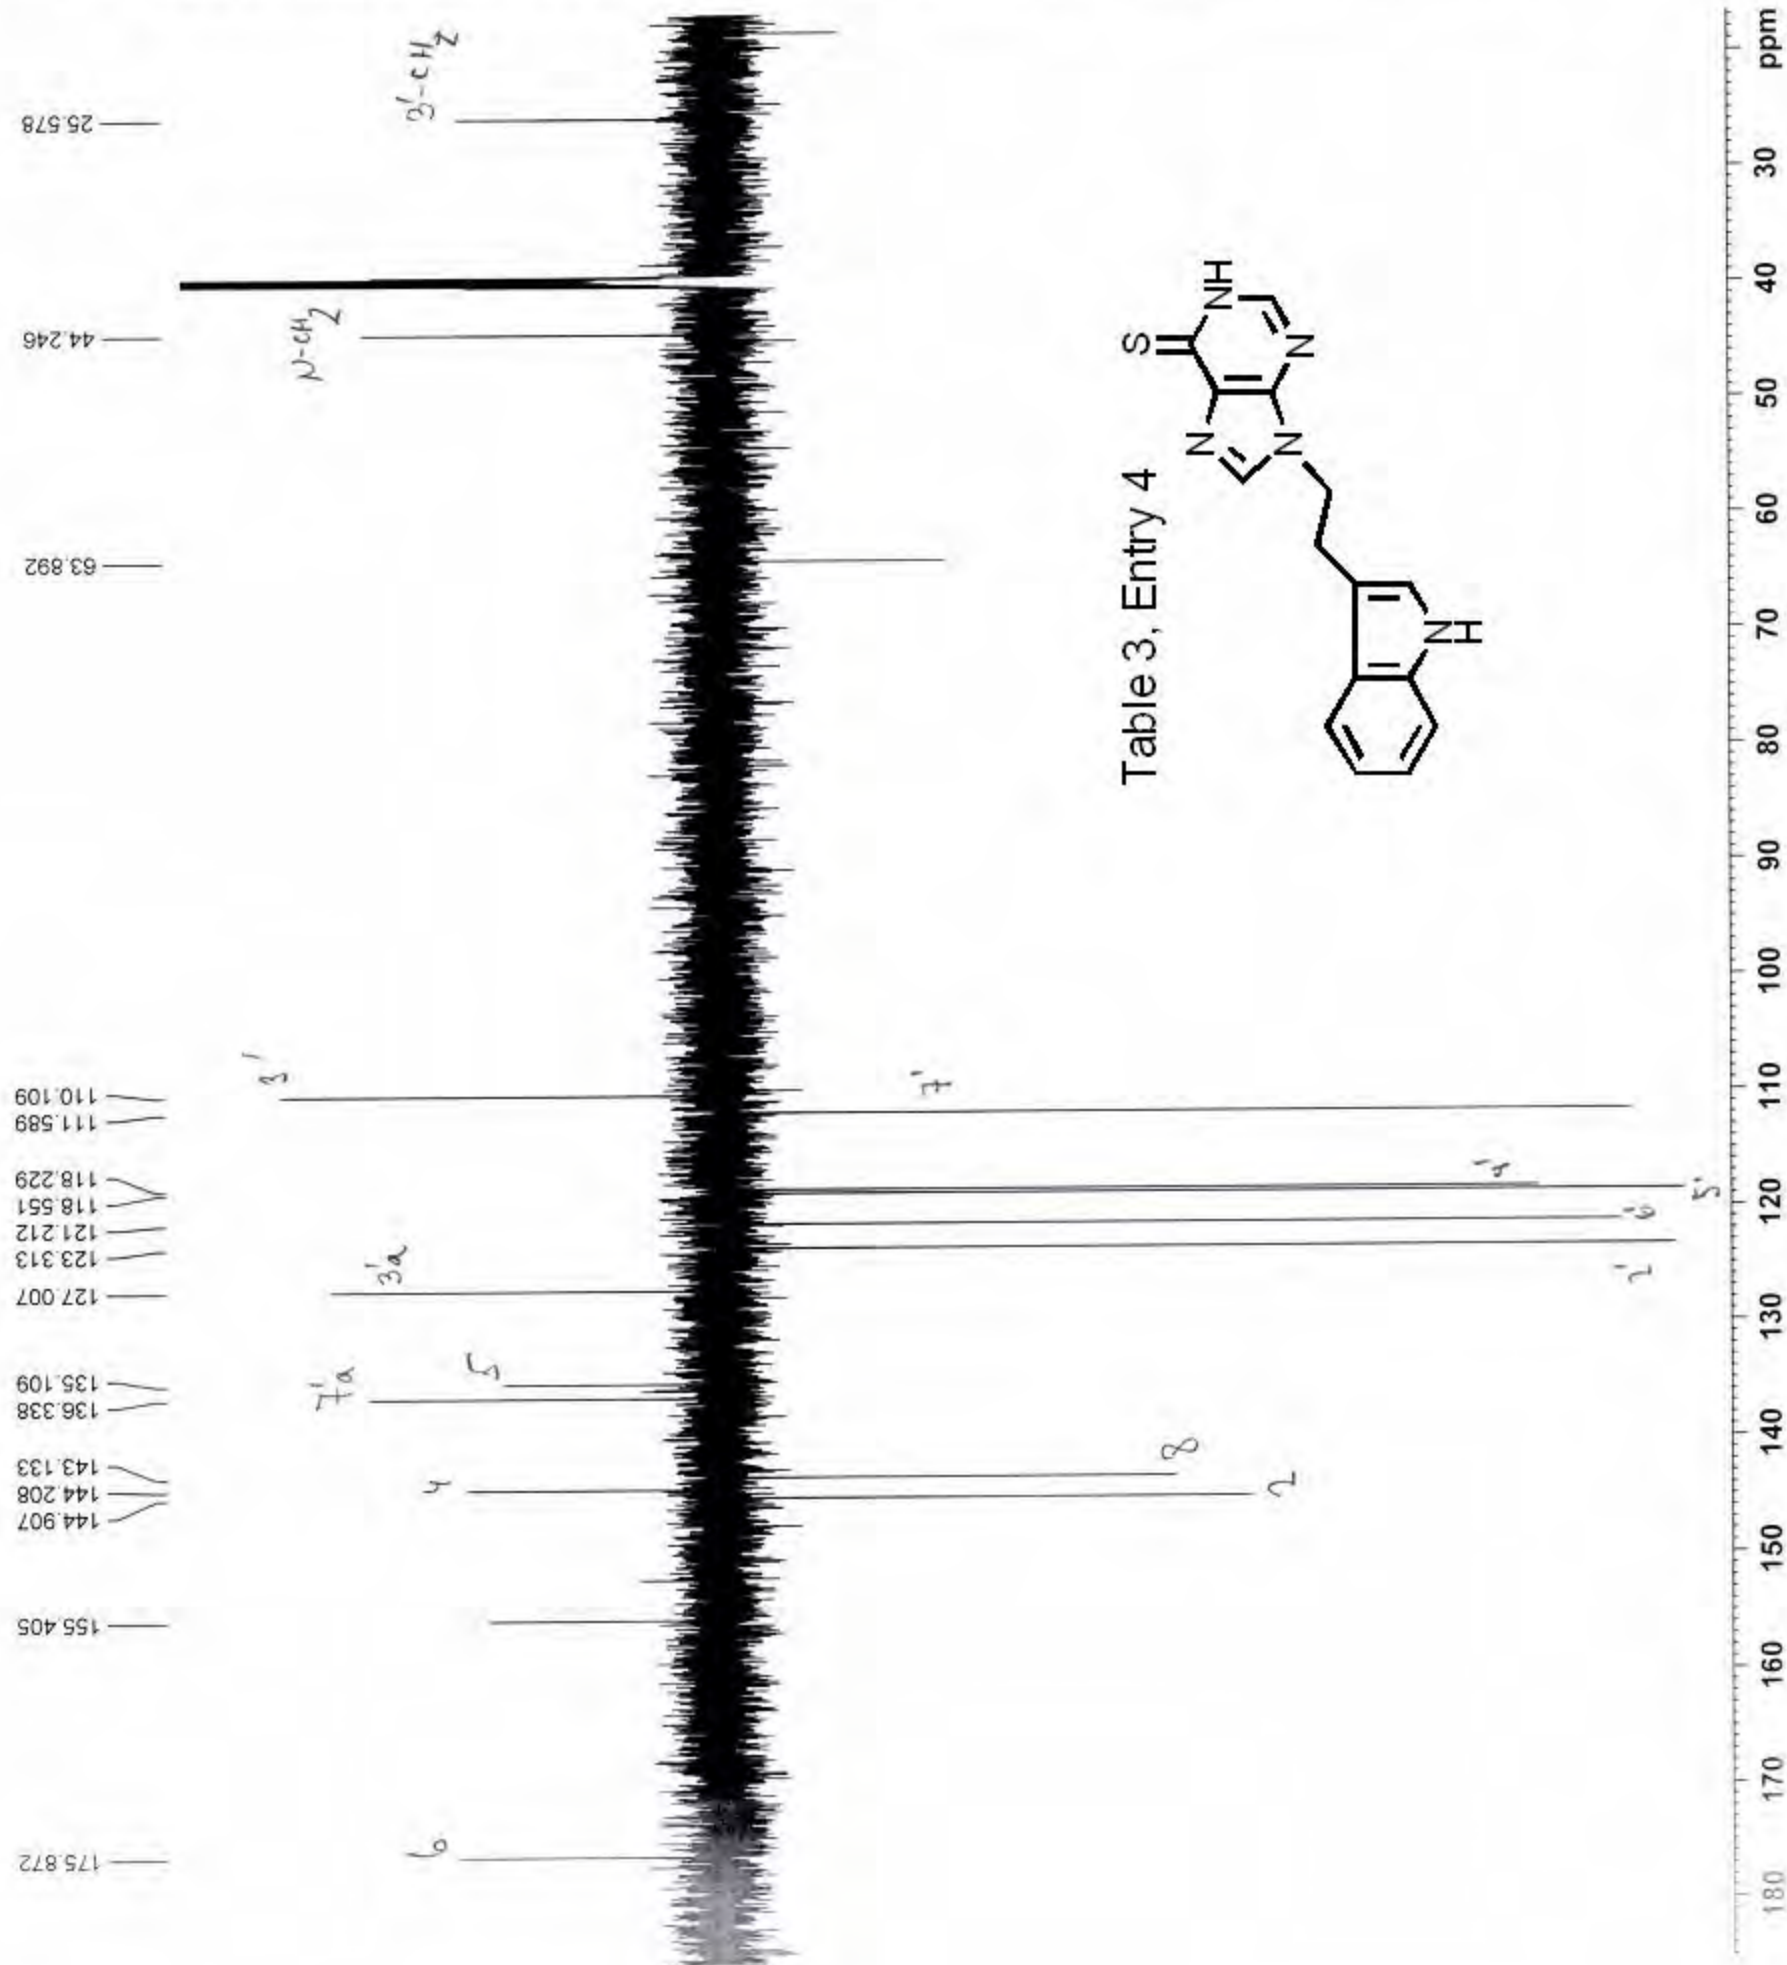 175.872
155.405
144.907
144.208
143.133
136.338
135.109
127.007
123.313
121.212
118.551
118.229
111.589
110.109
63.892
44.246
25.578
6
4
7'a
5
3'a
3'
N-CH2
3'-CH2
2
8
2'
6'
5'
4'
7'
Table 3, Entry 4
S
NH
N
N
N
NH
180 170 160 150 140 130 120 110 100 90 80 70 60 50 40 30 ppm